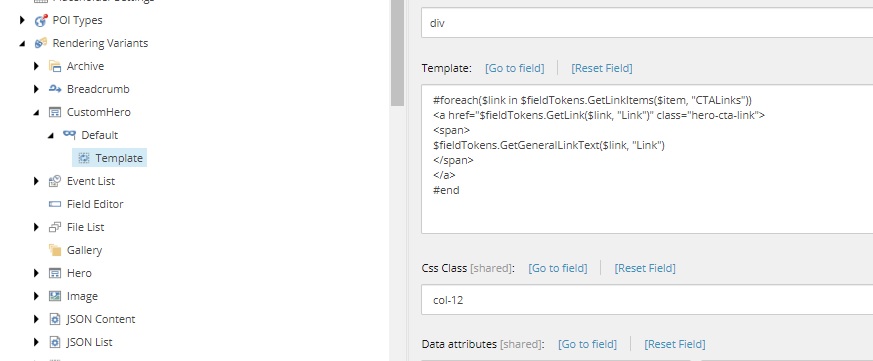 POI Types
Rendering Variants
Archive
Breadcrumb
CustomHero
Default
Template
Event List
Field Editor
File List
Gallery
Hero
Image
JSON Content
JSON List
div
Template: [Go to field] [Reset Field]
#foreach($link in $fieldTokens.GetLinkItems($item, "CTALinks"))
<a href="$fieldTokens.GetLink($link, "Link")" class="hero-cta-link">
<span>
$fieldTokens.GetGeneralLinkText($link, "Link")
</span>
</a>
#end
Css Class [shared]: [Go to field] [Reset Field]
col-12
Data attributes [shared]: [Go to field] [Reset Field]